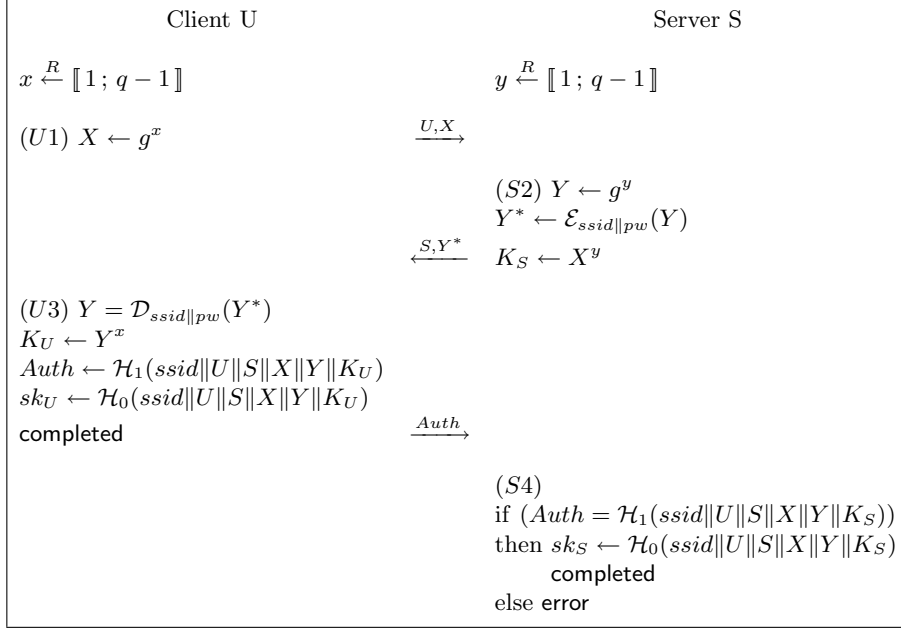 Client U Server S
x ←R ⟦1 ; q − 1⟧ y ←R ⟦1 ; q − 1⟧
(U1) X ← g^x U,X
(S2) Y ← g^y
Y* ← ℰ_{ssid‖pw}(Y)
S,Y* K_S ← X^y
(U3) Y = 𝒟_{ssid‖pw}(Y*)
K_U ← Y^x
Auth ← ℋ_1(ssid‖U‖S‖X‖Y‖K_U)
sk_U ← ℋ_0(ssid‖U‖S‖X‖Y‖K_U)
completed Auth
(S4)
if (Auth = ℋ_1(ssid‖U‖S‖X‖Y‖K_S))
then sk_S ← ℋ_0(ssid‖U‖S‖X‖Y‖K_S)
completed
else error